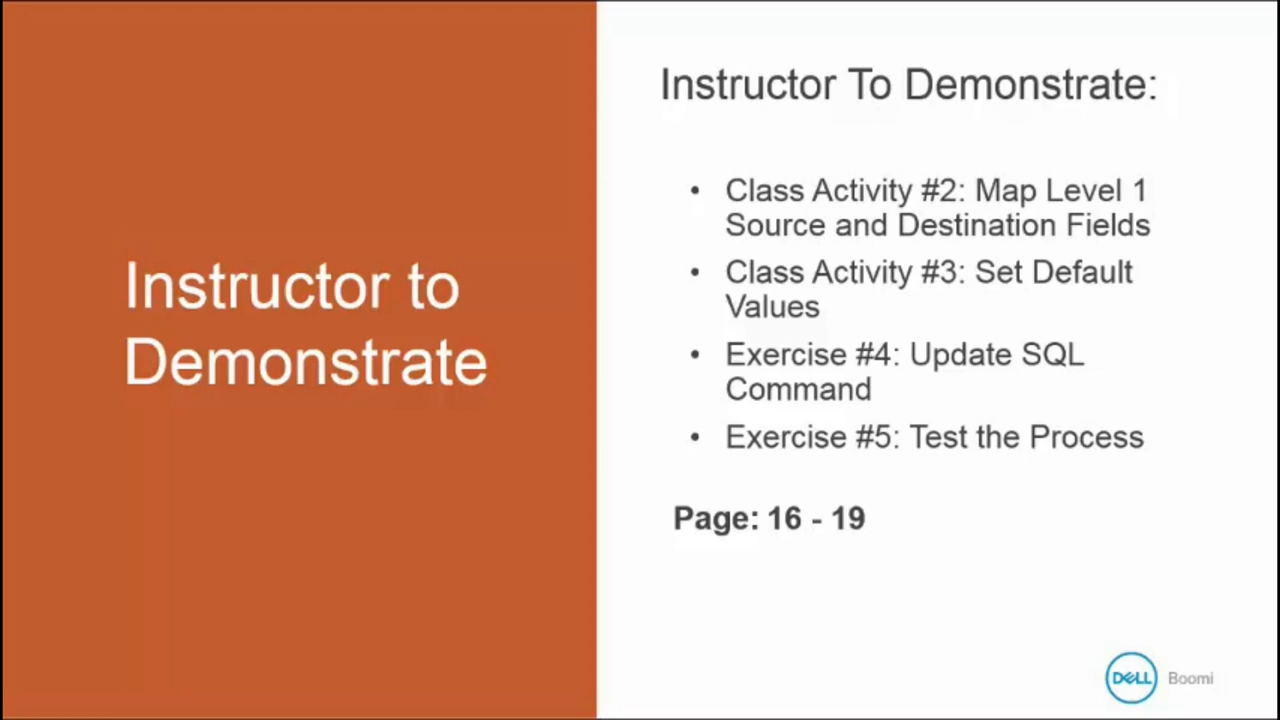 Instructor to
Demonstrate
Instructor To Demonstrate:
• Class Activity #2: Map Level 1
Source and Destination Fields
• Class Activity #3: Set Default
Values
• Exercise #4: Update SQL
Command
• Exercise #5: Test the Process
Page: 16 - 19
DELL Boomi